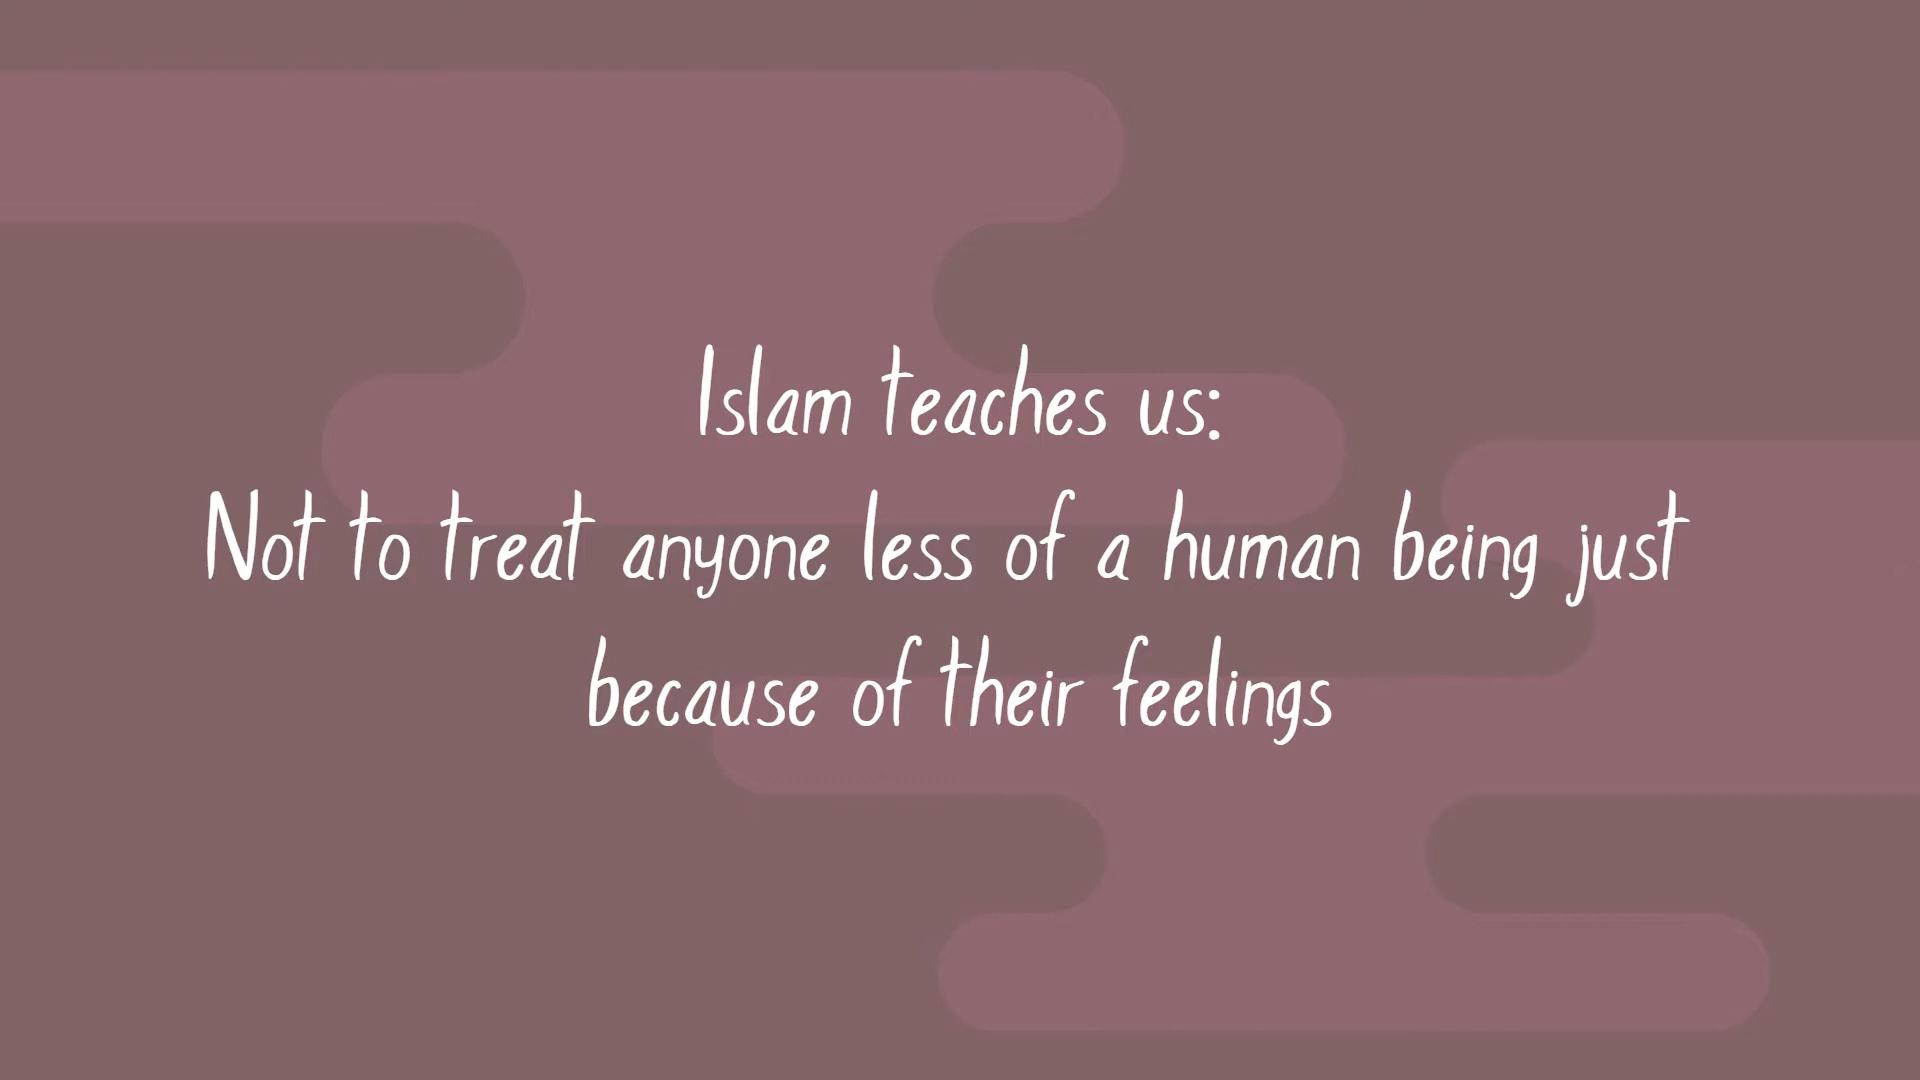 Islam teaches us:
Not to treat anyone less of a human being just
because of their feelings